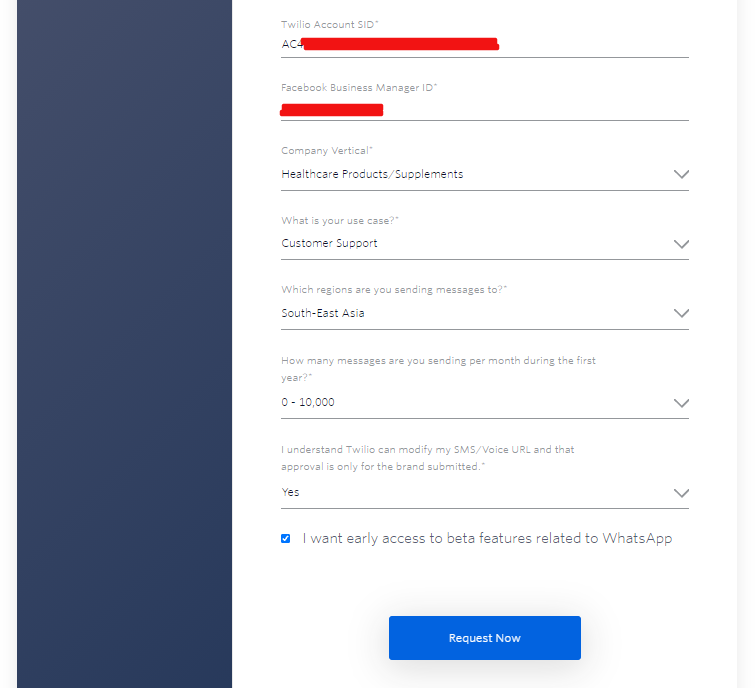 Twilio Account SID*
AC4
Facebook Business Manager ID*
Company Vertical*
Healthcare Products/Supplements
What is your use case?*
Customer Support
Which regions are you sending messages to?*
South-East Asia
How many messages are you sending per month during the first
year?*
0 - 10,000
I understand Twilio can modify my SMS/Voice URL and that
approval is only for the brand submitted.*
Yes
I want early access to beta features related to WhatsApp
Request Now